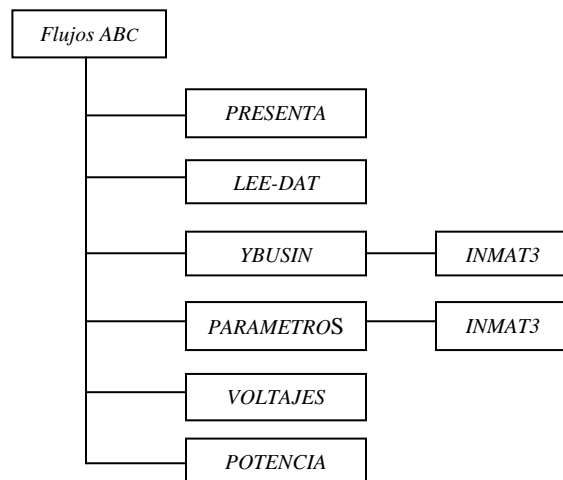 Flujos ABC
PRESENTA
LEE-DAT
YBUSIN
INMAT3
PARAMETROS
INMAT3
VOLTAJES
POTENCIA